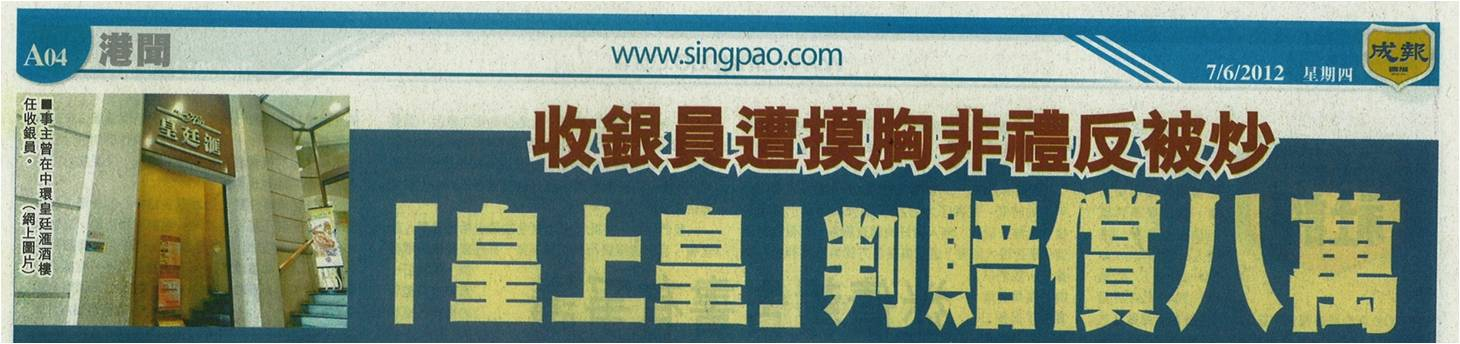 A04 港聞
www.singpao.com
7/6/2012 星期四
成報
皇廷滙
■事主曾在中環皇廷滙酒樓
任收銀員。 （網上圖片）
收銀員遭摸胸非禮反被炒
「皇上皇」判賠償八萬